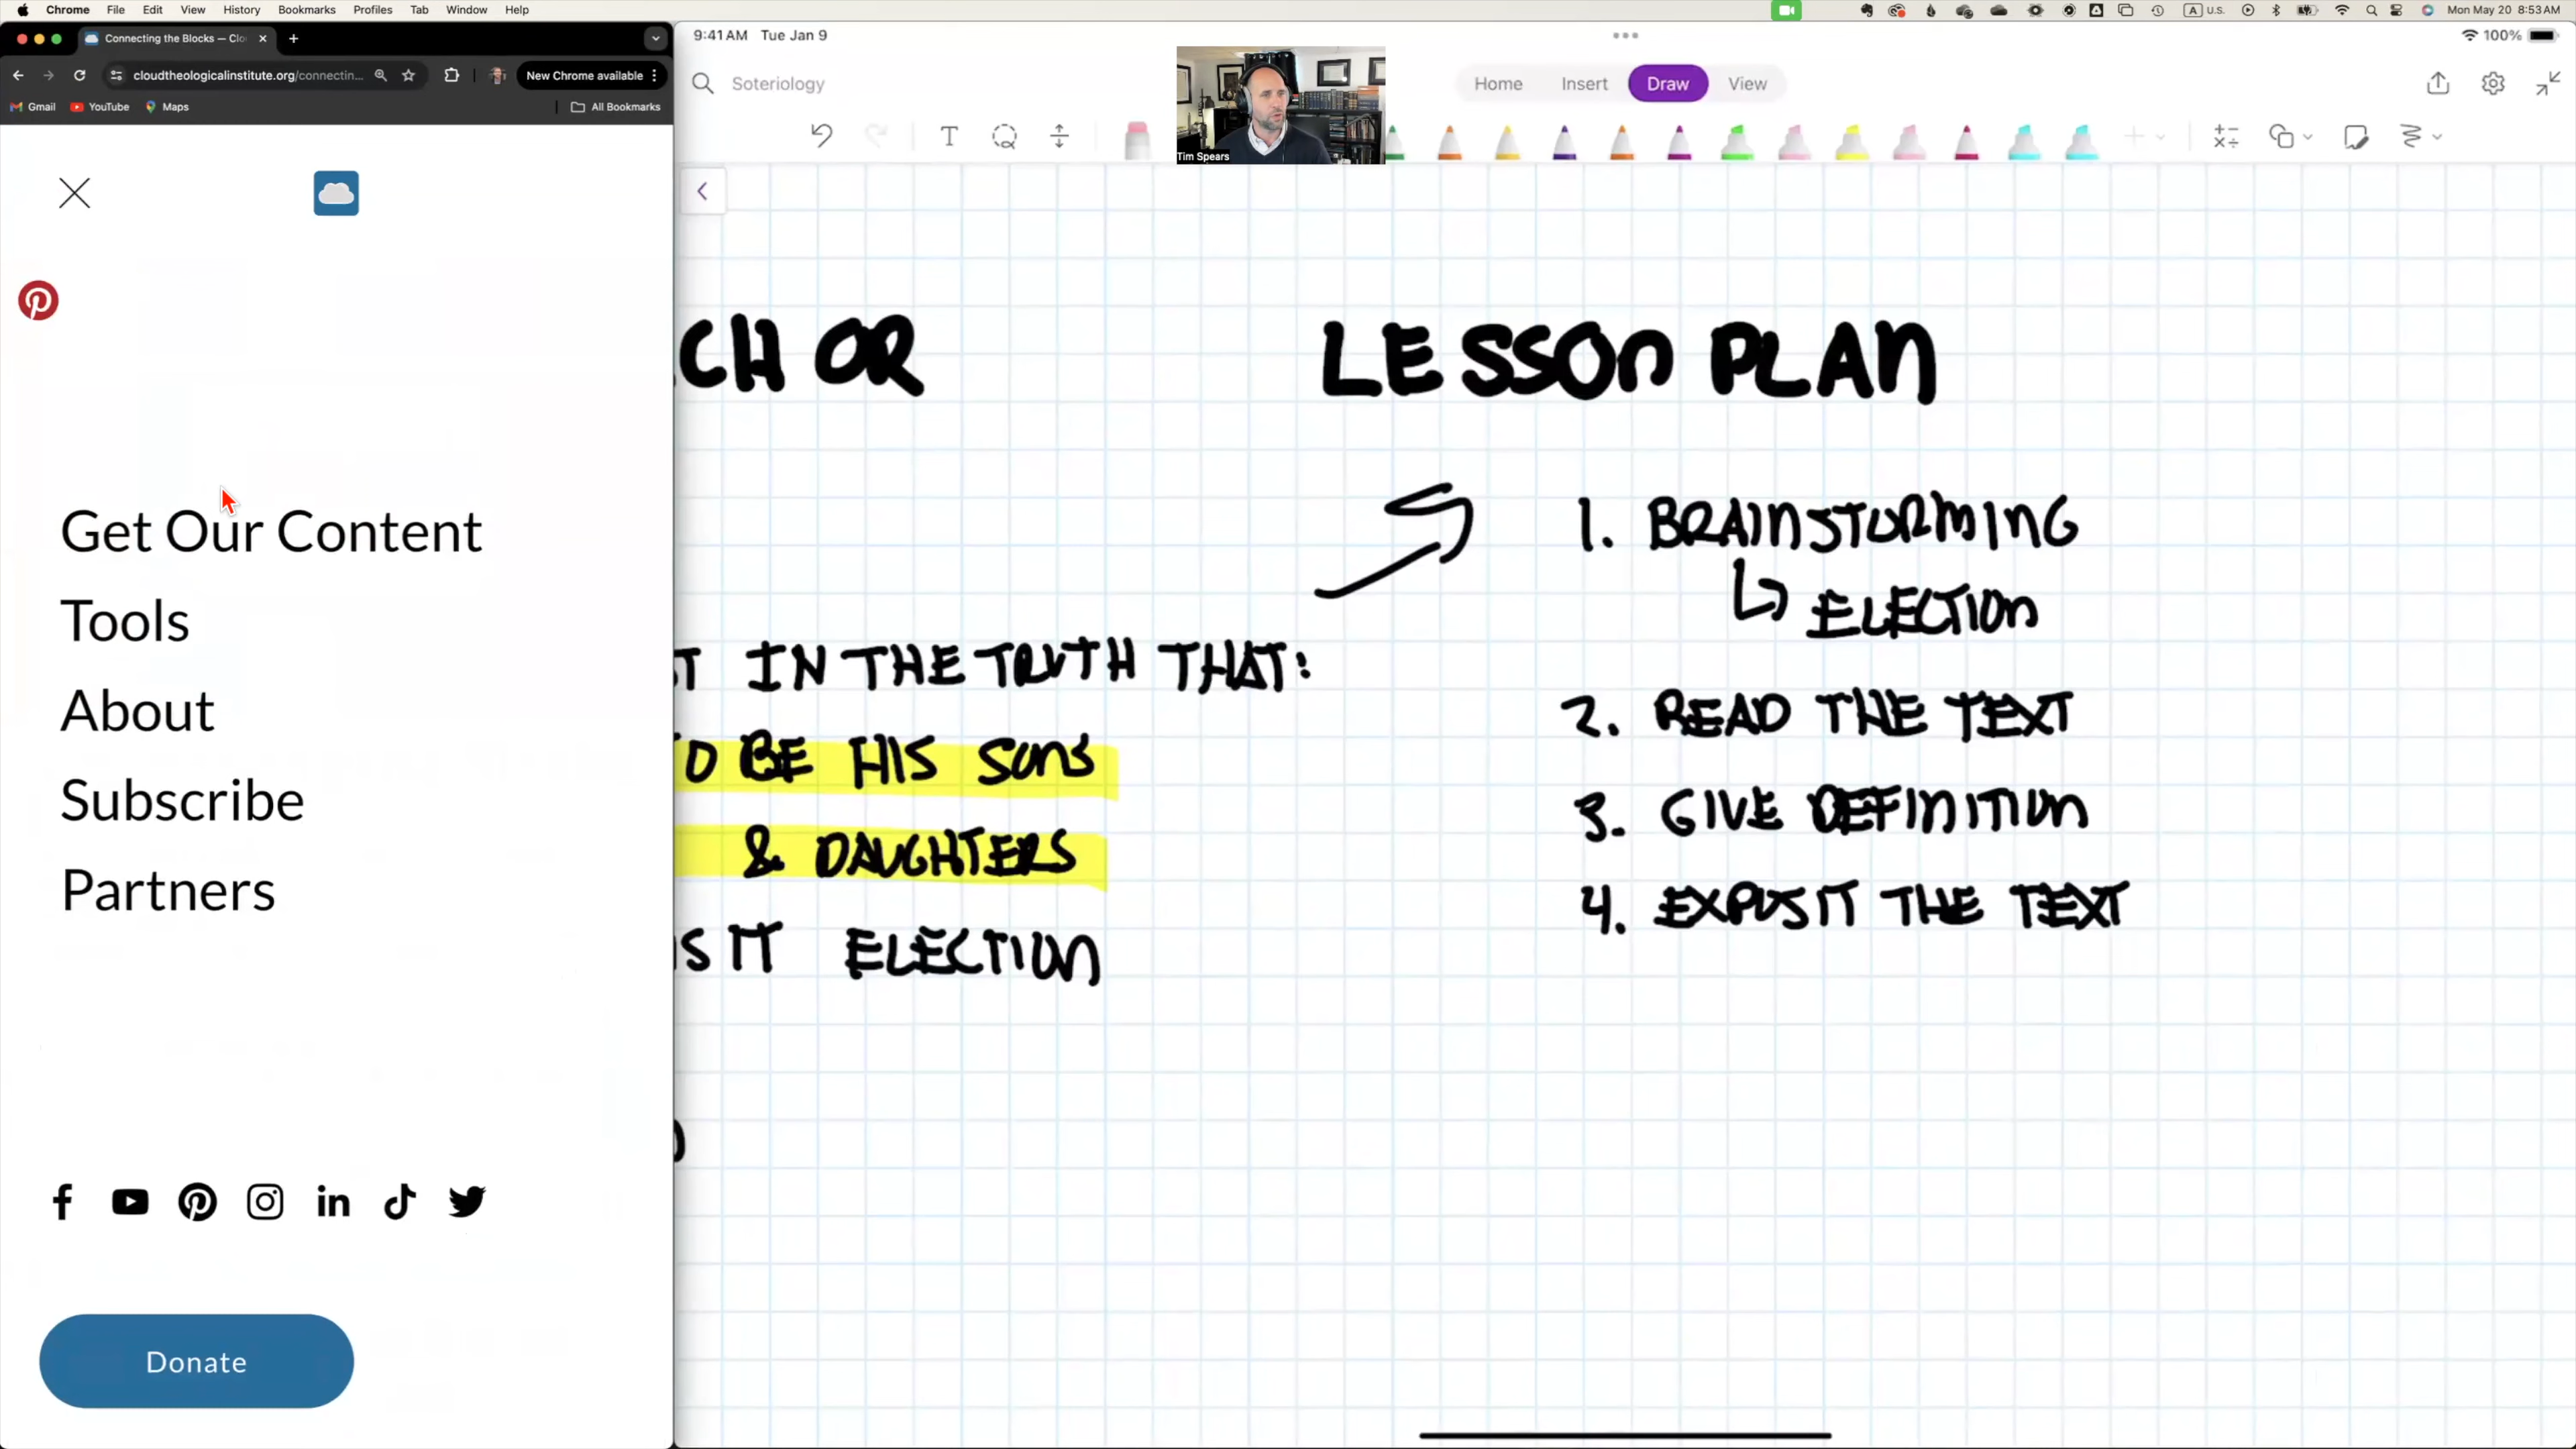 Chrome File Edit View History Bookmarks Profiles Tab Window Help
A U.S.
Mon May 20 8:53 AM
Connecting the Blocks — Clo
cloudtheologicalinstitute.org/connectin...
New Chrome available
Gmail YouTube Maps
All Bookmarks
Get Our Content
Tools
About
Subscribe
Partners
Donate
9:41 AM Tue Jan 9
100%
Soteriology
Home Insert Draw View
Tim Spears
CH OR
T IN THE TRUTH THAT:
O BE HIS SONS
& DAUGHTERS
S IT ELECTION
LESSON PLAN
1. BRAINSTORMING
ELECTION
2. READ THE TEXT
3. GIVE DEFINITION
4. EXPOSIT THE TEXT